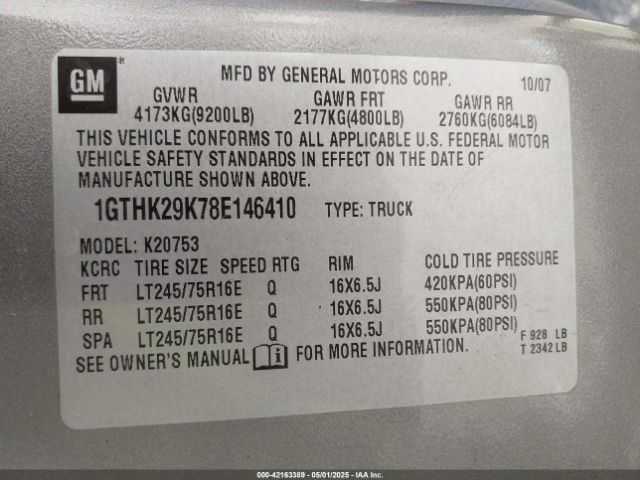 GM
®
MFD BY GENERAL MOTORS CORP. 10/07
GVWR GAWR FRT GAWR RR
4173KG(9200LB) 2177KG(4800LB) 2760KG(6084LB)
THIS VEHICLE CONFORMS TO ALL APPLICABLE U.S. FEDERAL MOTOR
VEHICLE SAFETY STANDARDS IN EFFECT ON THE DATE OF
MANUFACTURE SHOWN ABOVE.
1GTHK29K78E146410 TYPE: TRUCK
MODEL: K20753
KCRC TIRE SIZE SPEED RTG RIM COLD TIRE PRESSURE
FRT LT245/75R16E Q 16X6.5J 420KPA(60PSI)
RR LT245/75R16E Q 16X6.5J 550KPA(80PSI)
SPA LT245/75R16E Q 16X6.5J 550KPA(80PSI)
F 928 LB
SEE OWNER'S MANUAL i FOR MORE INFORMATION. T 2342 LB
000-42163389 - 05/01/2025 - IAA Inc.